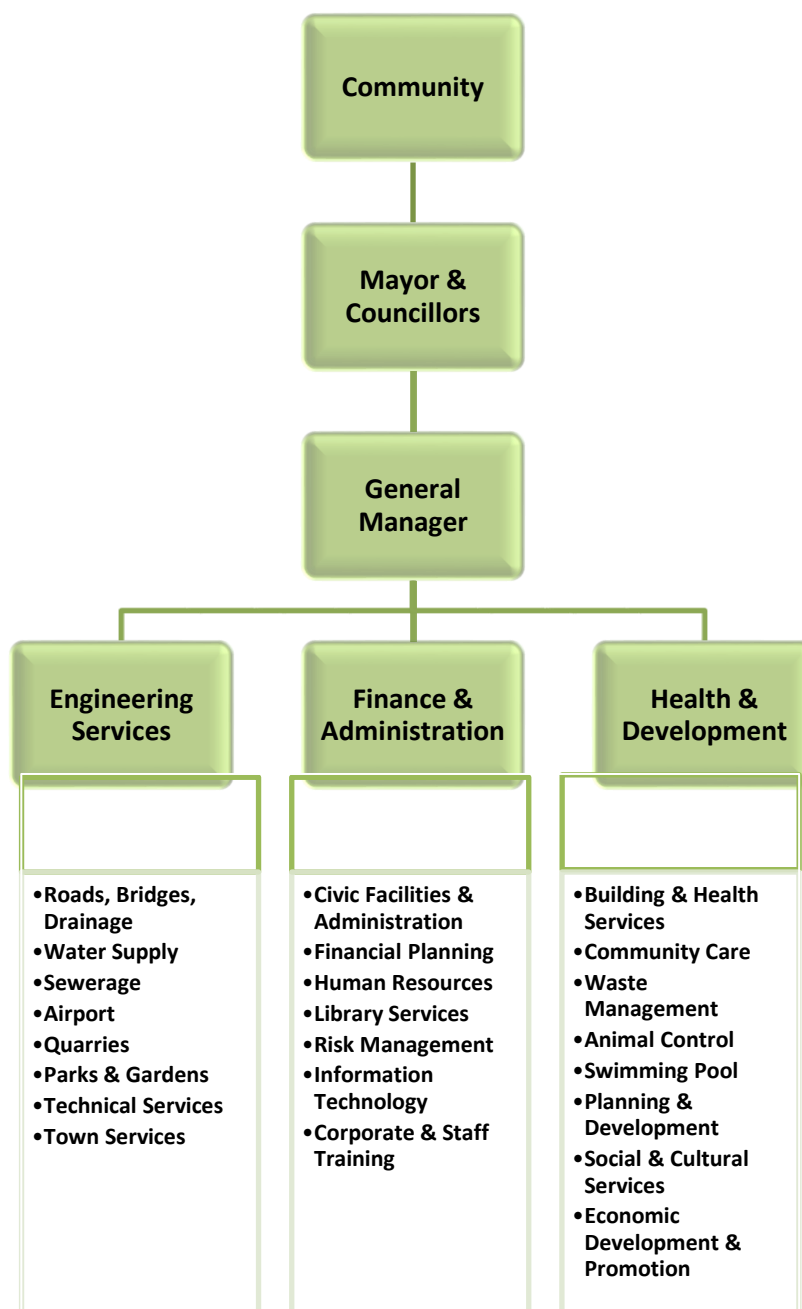 Community
Mayor &
Councillors
General
Manager
Engineering
Services
Finance &
Administration
Health &
Development
•Roads, Bridges,
Drainage
•Water Supply
•Sewerage
•Airport
•Quarries
•Parks & Gardens
•Technical Services
•Town Services
•Civic Facilities &
Administration
•Financial Planning
•Human Resources
•Library Services
•Risk Management
•Information
Technology
•Corporate & Staff
Training
•Building & Health
Services
•Community Care
•Waste
Management
•Animal Control
•Swimming Pool
•Planning &
Development
•Social & Cultural
Services
•Economic
Development &
Promotion